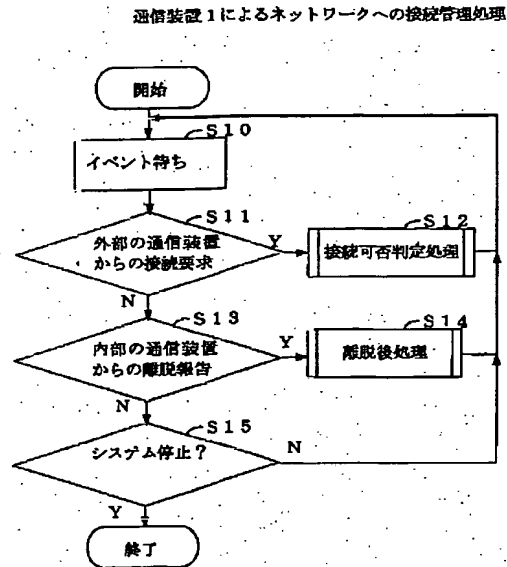 通信装置1によるネットワークへの接続管理処理
開始
S10
イベント待ち
S11
外部の通信装置
からの接続要求
Y
S12
接続可否判定処理
N
S13
内部の通信装置
からの離脱報告
Y
S14
離脱後処理
N
S15
システム停止?
N
Y
終了